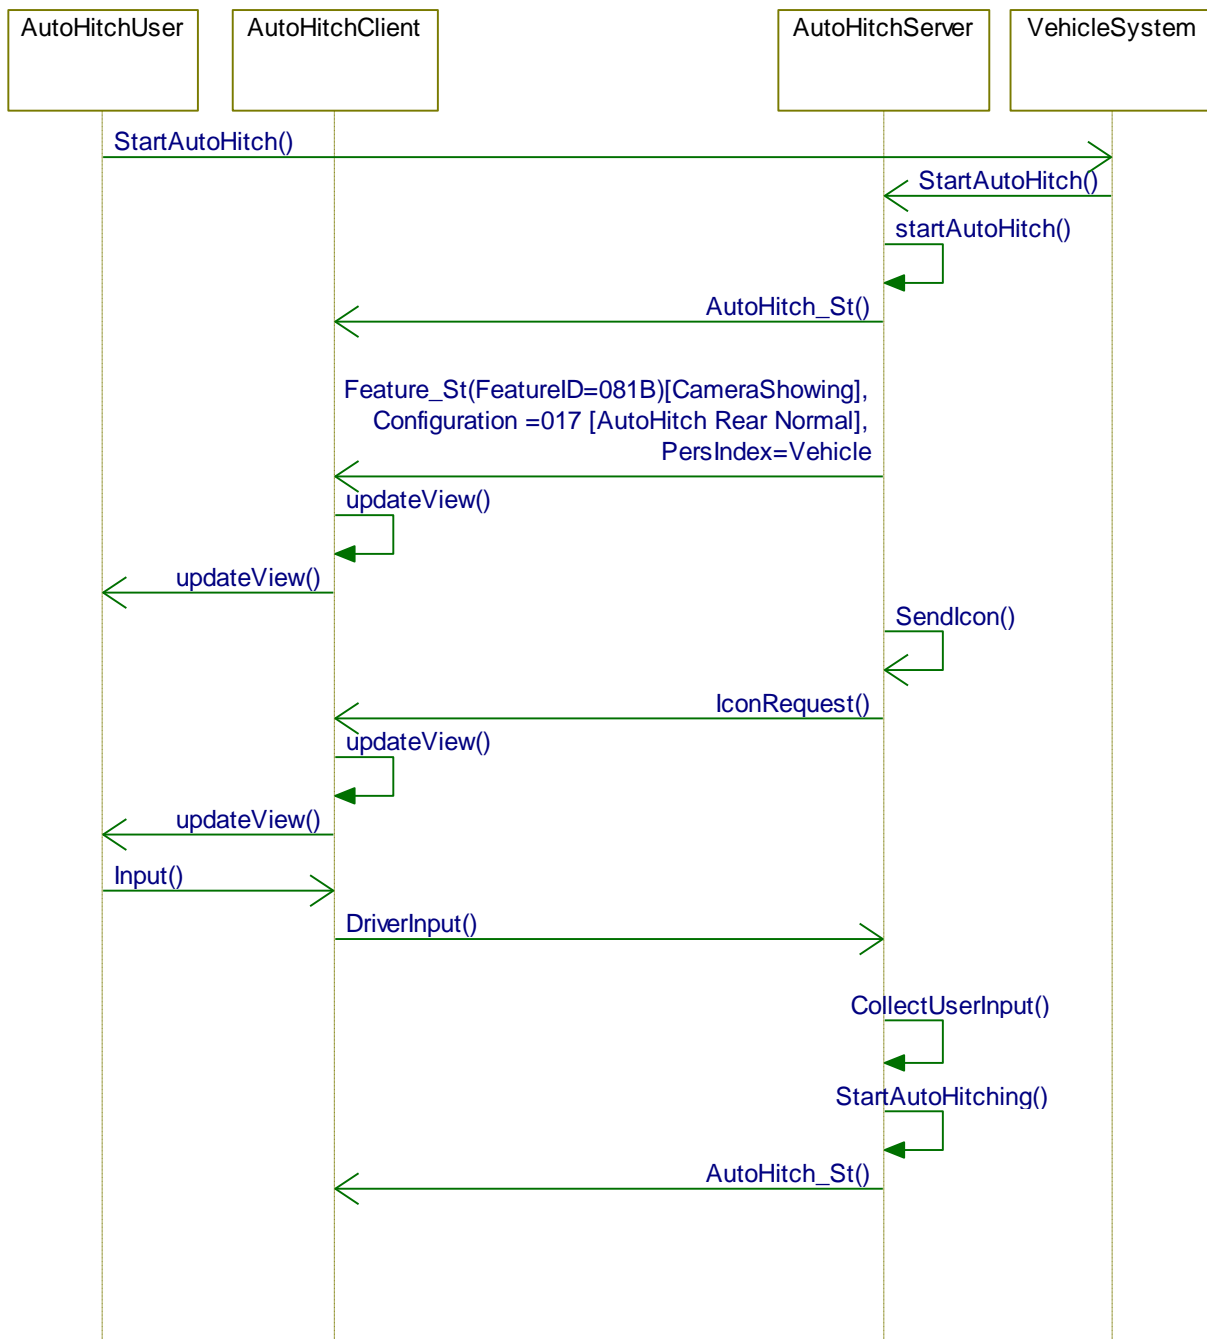 AutoHitchUser
AutoHitchClient
AutoHitchServer
VehicleSystem
StartAutoHitch()
StartAutoHitch()
startAutoHitch()
AutoHitch_St()
Feature_St(FeatureID=081B)[CameraShowing],
Configuration =017 [AutoHitch Rear Normal],
PersIndex=Vehicle
updateView()
updateView()
SendIcon()
IconRequest()
updateView()
updateView()
Input()
DriverInput()
CollectUserInput()
StartAutoHitching()
AutoHitch_St()